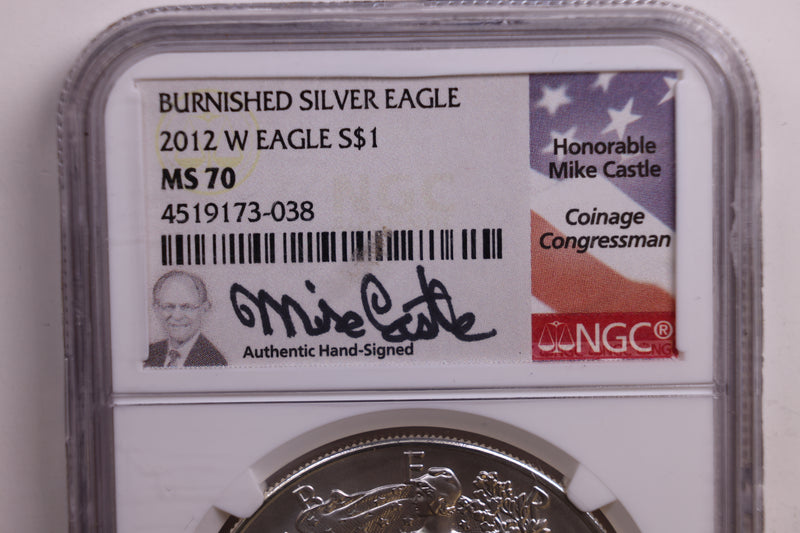 BURNISHED SILVER EAGLE
2012 W EAGLE S$1
MS 70
4519173-038
Mike Castle
Authentic Hand-Signed
Honorable
Mike Castle
Coinage
Congressman
NGC®
NGC
B E R